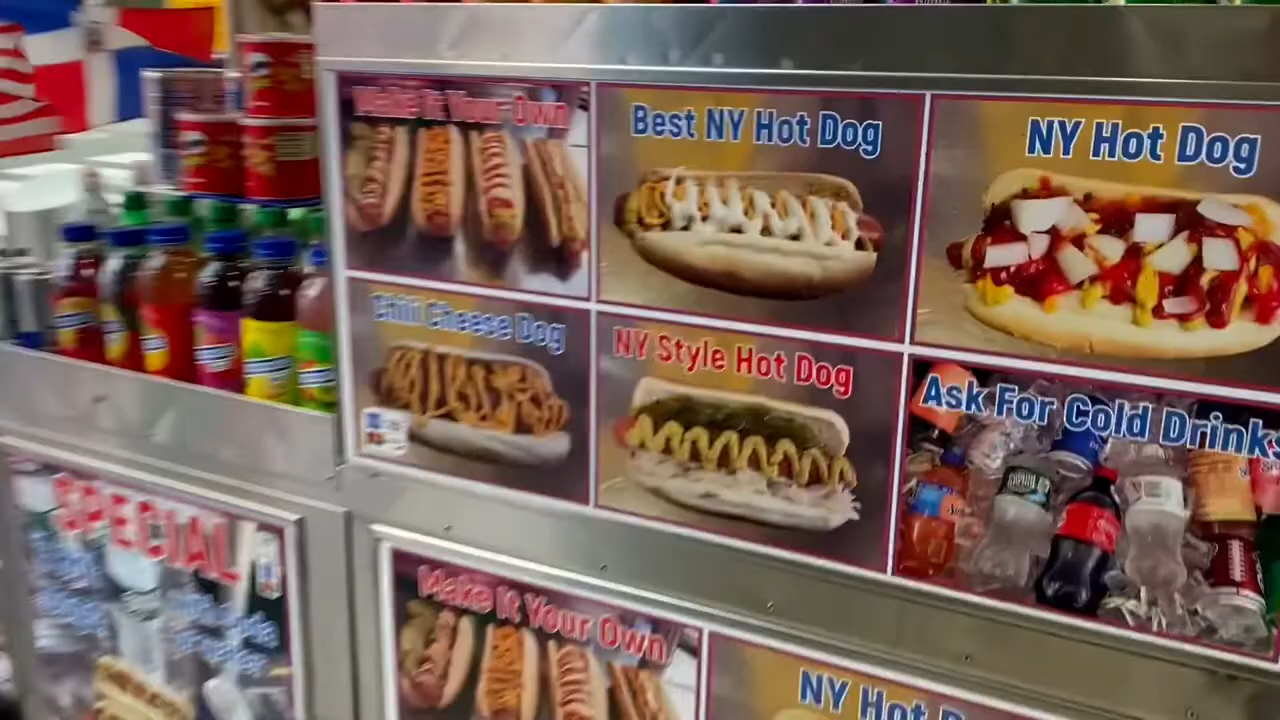 Make It Your Own
Best NY Hot Dog
NY Hot Dog
Chili Cheese Dog
NY Style Hot Dog
Ask For Cold Drinks
SPECIAL
Make It Your Own
NY Hot